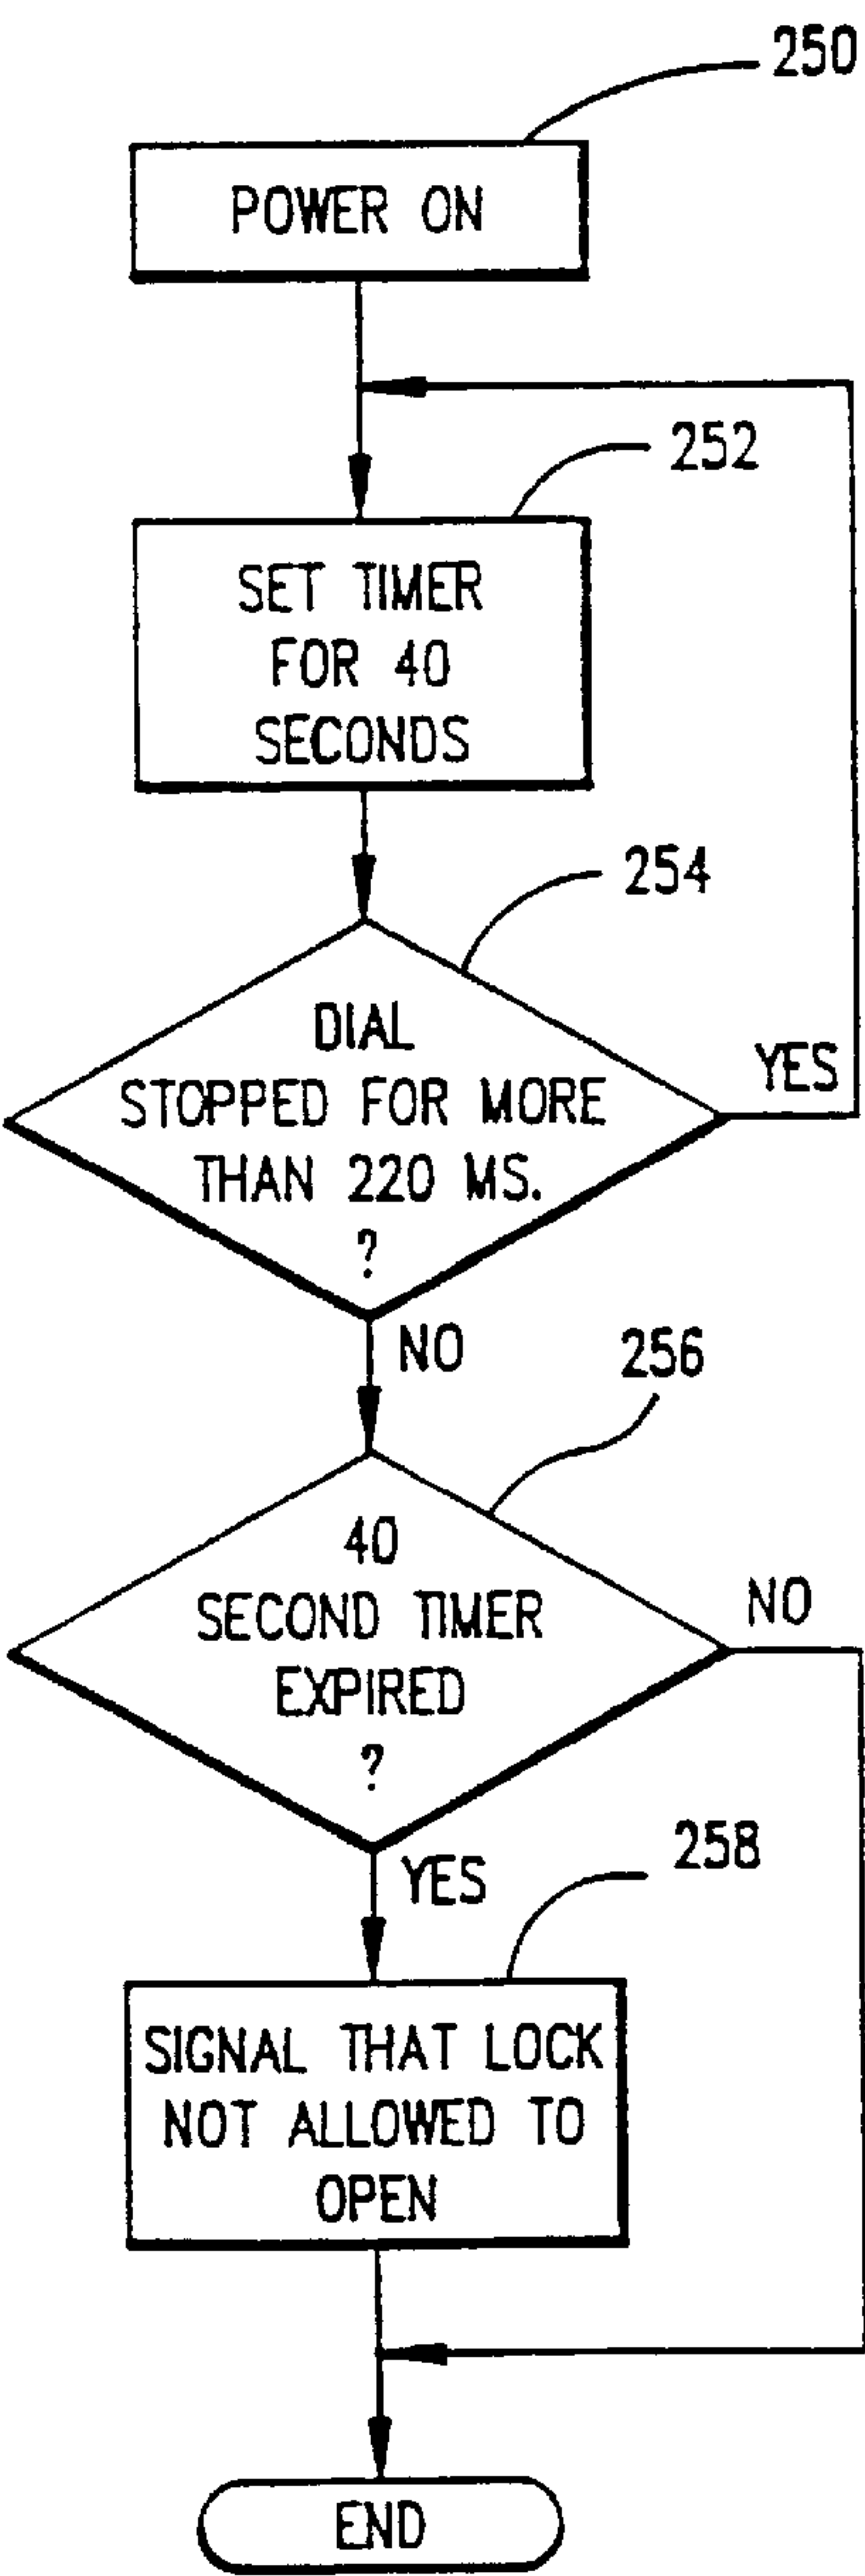 250
POWER ON
252
SET TIMER
FOR 40
SECONDS
254
DIAL
STOPPED FOR MORE
THAN 220 MS.
?
YES
NO
256
40
SECOND TIMER
EXPIRED
?
NO
YES
258
SIGNAL THAT LOCK
NOT ALLOWED TO
OPEN
END